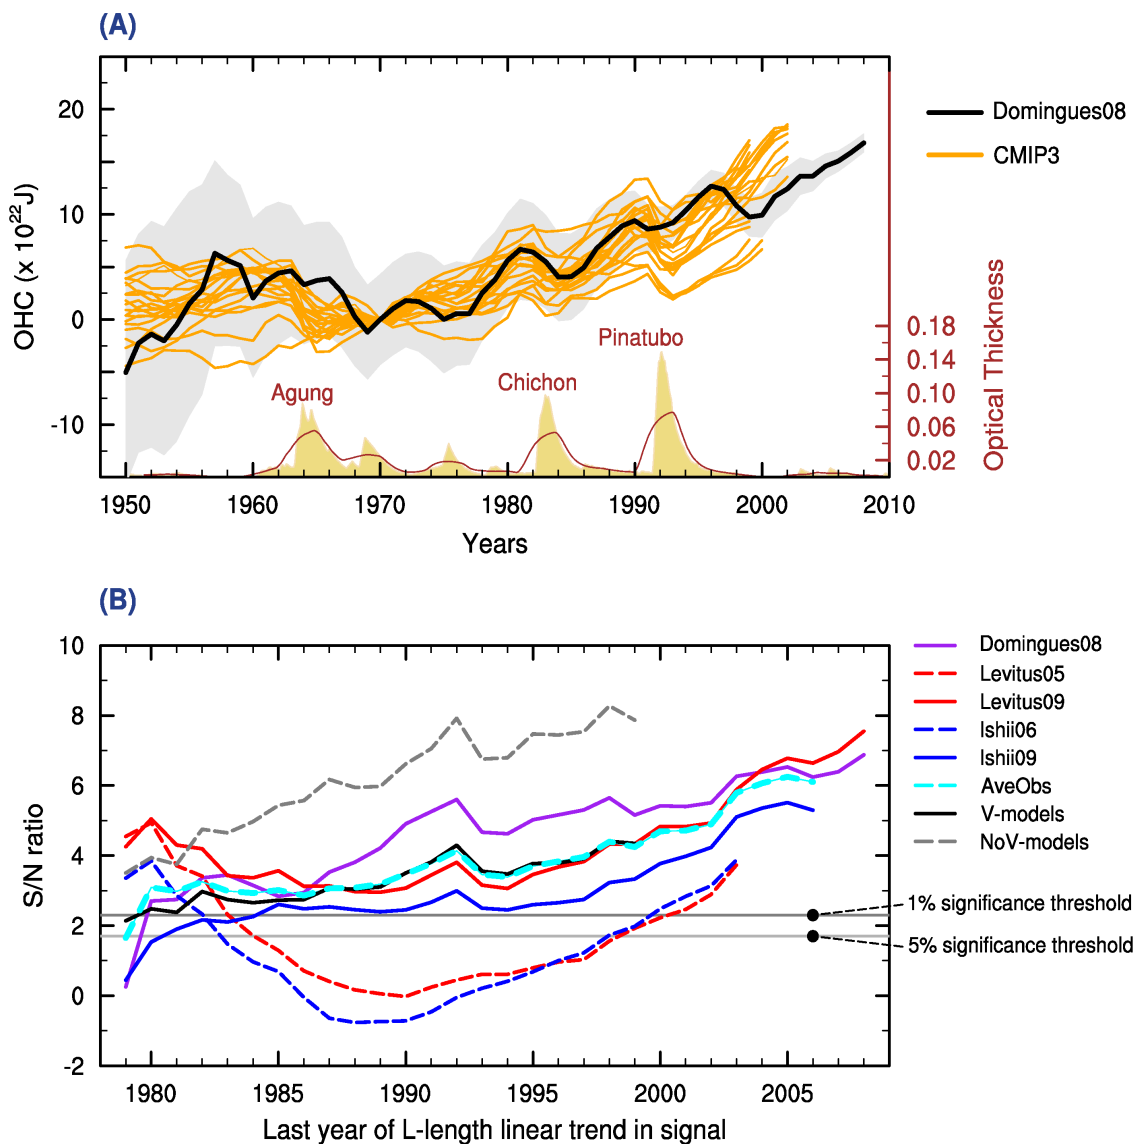 (A)
20
10
0
-10
OHC (x 10²²J)
1950
1960
1970
1980
1990
2000
2010
Years
Agung
Chichon
Pinatubo
0.18
0.14
0.10
0.06
0.02
Optical Thickness
Domingues08
CMIP3
(B)
10
8
6
4
2
0
-2
S/N ratio
1980
1985
1990
1995
2000
2005
Last year of L-length linear trend in signal
Domingues08
Levitus05
Levitus09
Ishii06
Ishii09
AveObs
V-models
NoV-models
1% significance threshold
5% significance threshold